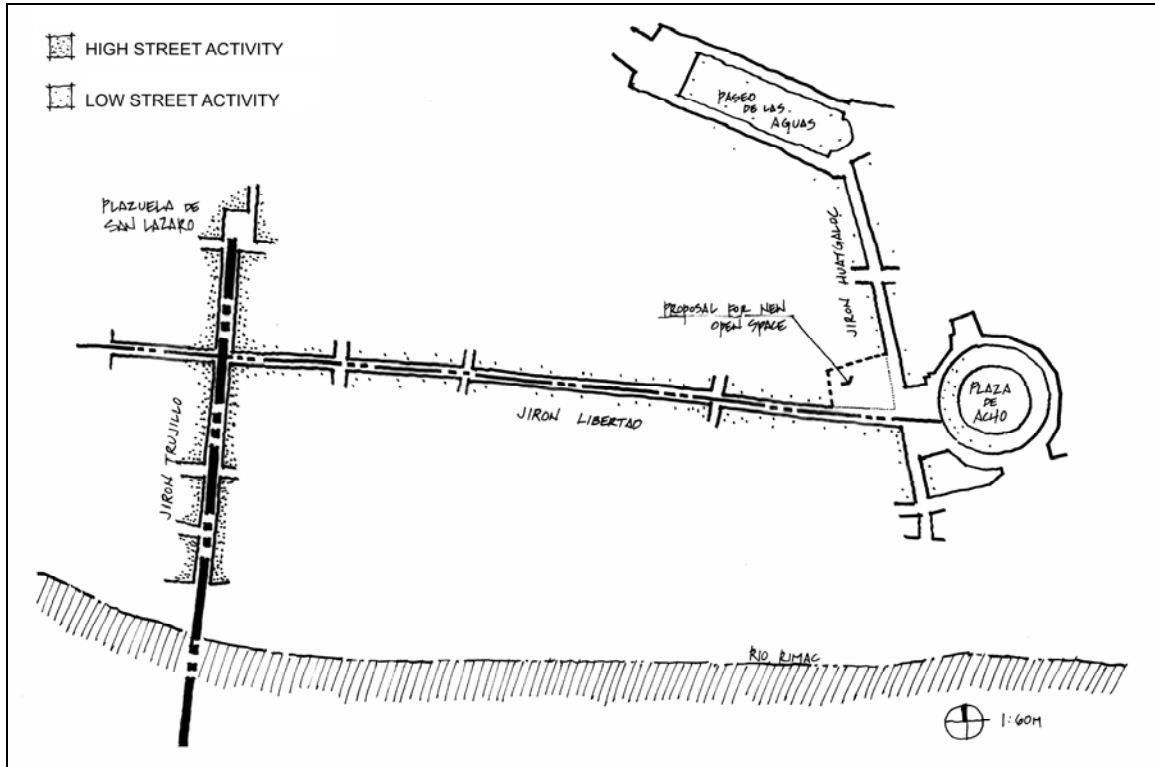 HIGH STREET ACTIVITY
LOW STREET ACTIVITY
PASEO
DE LAS
AGUAS
PLAZUELA DE
SAN LAZARO
JIRON HUAYGALOS
PROPOSAL FOR NEW
OPEN SPACE
PLAZA
DE
ACHO
JIRON LIBERTAD
JIRON TRUJILLO
RIO RIMAC
1:60M